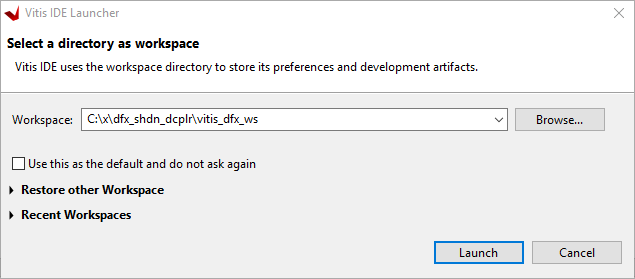 Vitis IDE Launcher
Select a directory as workspace
Vitis IDE uses the workspace directory to store its preferences and development artifacts.
Workspace: C:\x\dfx_shdn_dcplr\vitis_dfx_ws Browse...
Use this as the default and do not ask again
Restore other Workspace
Recent Workspaces
Launch Cancel